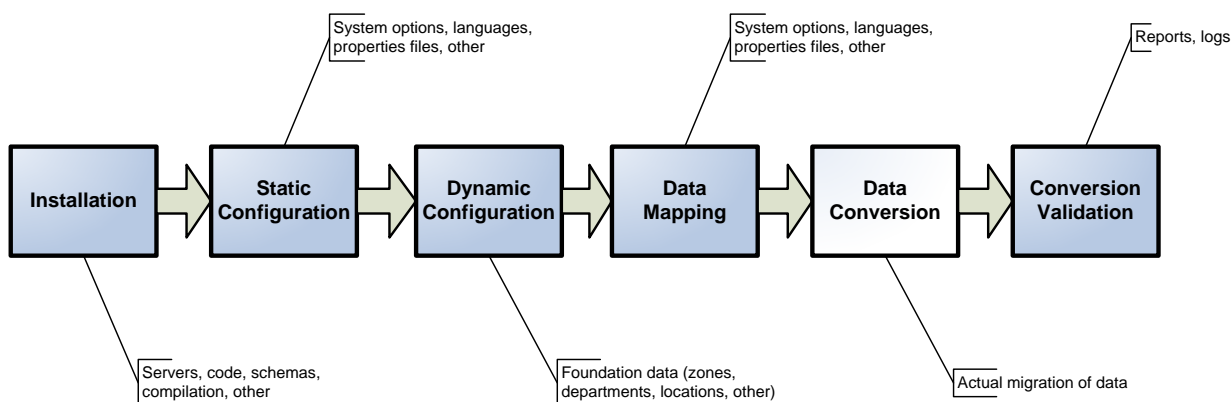 System options, languages,
properties files, other
System options, languages,
properties files, other
Reports, logs
Installation
Static
Configuration
Dynamic
Configuration
Data
Mapping
Data
Conversion
Conversion
Validation
Servers, code, schemas,
compilation, other
Foundation data (zones,
departments, locations, other)
Actual migration of data